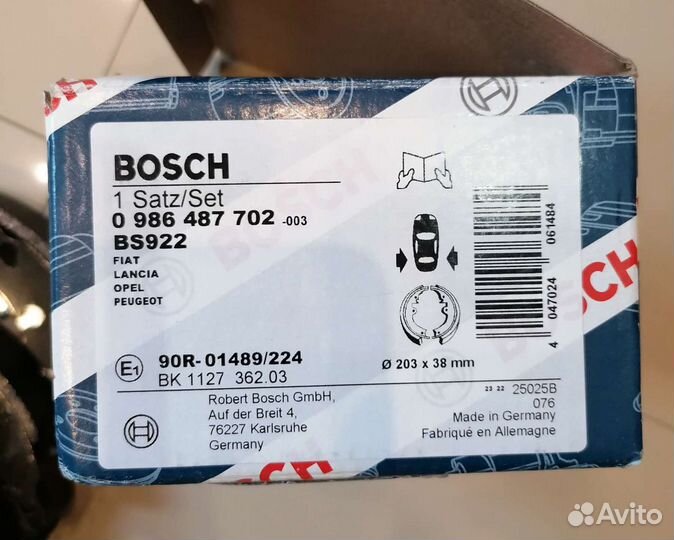 BOSCH
1 Satz/Set
0 986 487 702 -003
BS922
FIAT
LANCIA
OPEL
PEUGEOT
4 047024 061484
E1
90R-01489/224
BK 1127 362.03
Ø 203 x 38 mm
Robert Bosch GmbH,
Auf der Breit 4,
76227 Karlsruhe
Germany
23 22 25025B
076
Made in Germany
Fabriqué en Allemagne
BOSCH
SCH
SCH
Avito